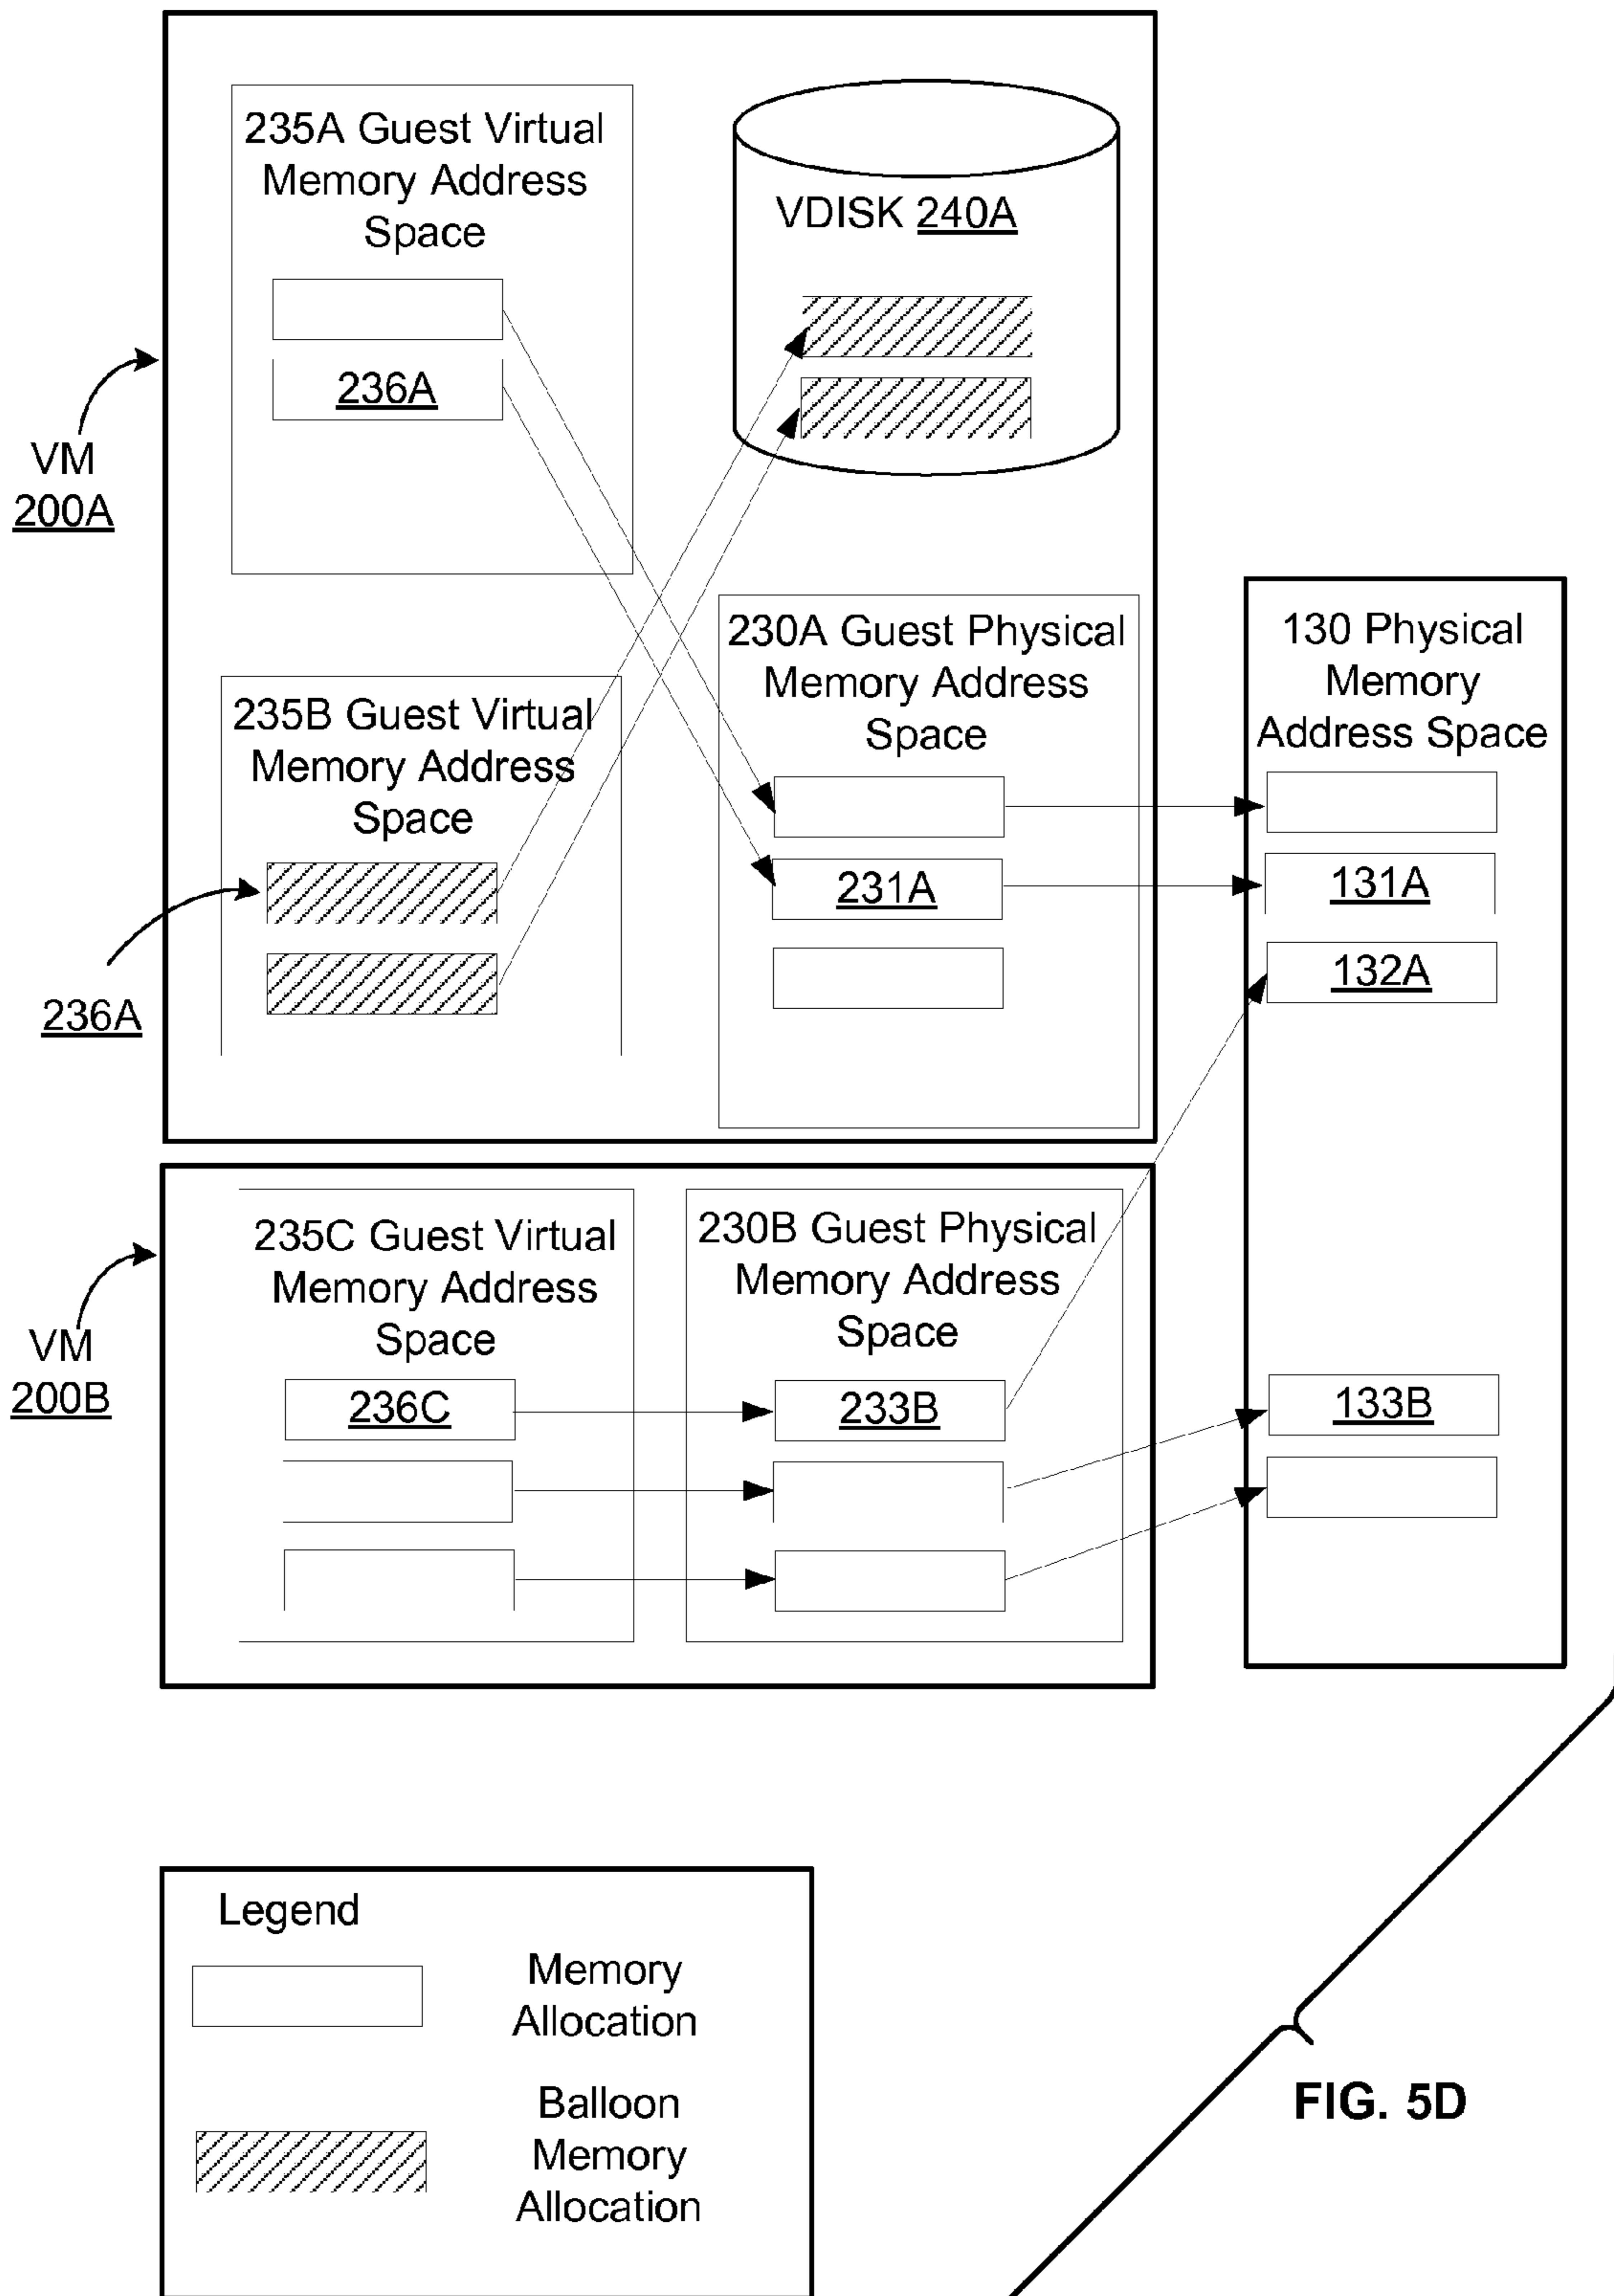 235A Guest Virtual
Memory Address
Space
236A
VDISK 240A
VM
200A
235B Guest Virtual
Memory Address
Space
236A
230A Guest Physical
Memory Address
Space
231A
130 Physical
Memory
Address Space
131A
132A
133B
VM
200B
235C Guest Virtual
Memory Address
Space
236C
230B Guest Physical
Memory Address
Space
233B
Legend
Memory
Allocation
Balloon
Memory
Allocation
FIG. 5D